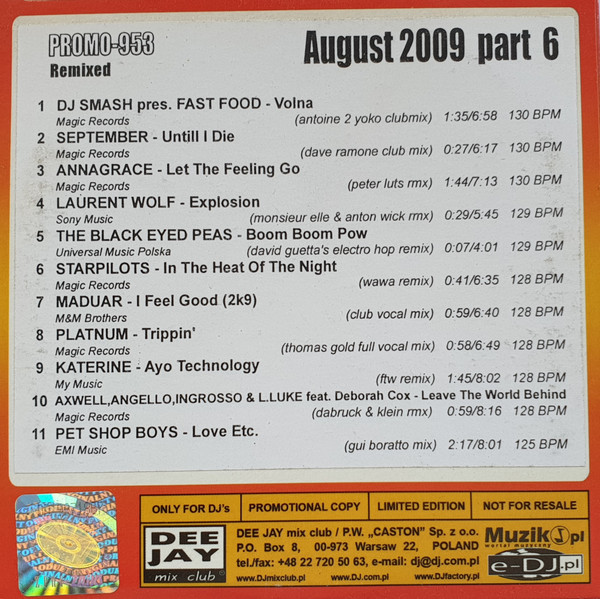 PROMO-953
Remixed
August 2009 part 6
1 DJ SMASH pres. FAST FOOD - Volna
Magic Records (antoine 2 yoko clubmix) 1:35/6:58 130 BPM
2 SEPTEMBER - Untill I Die
Magic Records (dave ramone club mix) 0:27/6:17 130 BPM
3 ANNAGRACE - Let The Feeling Go
Magic Records (peter luts rmx) 1:44/7:13 130 BPM
4 LAURENT WOLF - Explosion
Sony Music (monsieur elle & anton wick rmx) 0:29/5:45 129 BPM
5 THE BLACK EYED PEAS - Boom Boom Pow
Universal Music Polska (david guetta's electro hop remix) 0:07/4:01 129 BPM
6 STARPILOTS - In The Heat Of The Night
Magic Records (wawa remix) 0:41/6:35 128 BPM
7 MADUAR - I Feel Good (2k9)
M&M Brothers (club vocal mix) 0:59/6:40 128 BPM
8 PLATNUM - Trippin'
Magic Records (thomas gold full vocal mix) 0:58/6:49 128 BPM
9 KATERINE - Ayo Technology
My Music (ftw remix) 1:45/8:02 128 BPM
10 AXWELL,ANGELLO,INGROSSO & L.LUKE feat. Deborah Cox - Leave The World Behind
Magic Records (dabruck & klein rmx) 0:59/8:16 128 BPM
11 PET SHOP BOYS - Love Etc.
EMI Music (gui boratto mix) 2:17/8:01 125 BPM
ONLY FOR DJ's PROMOTIONAL COPY LIMITED EDITION NOT FOR RESALE
DEE JAY mix club
DEE JAY mix club / P.W. „CASTON" Sp. z o.o.
P.O. Box 8, 00-973 Warsaw 22, POLAND
tel./fax: +48 22 720 50 63, e-mail: dj@dj.com.pl
www.DJmixclub.pl www.DJ.com.pl www.DJfactory.pl
Muzik.pl
e-DJ.pl